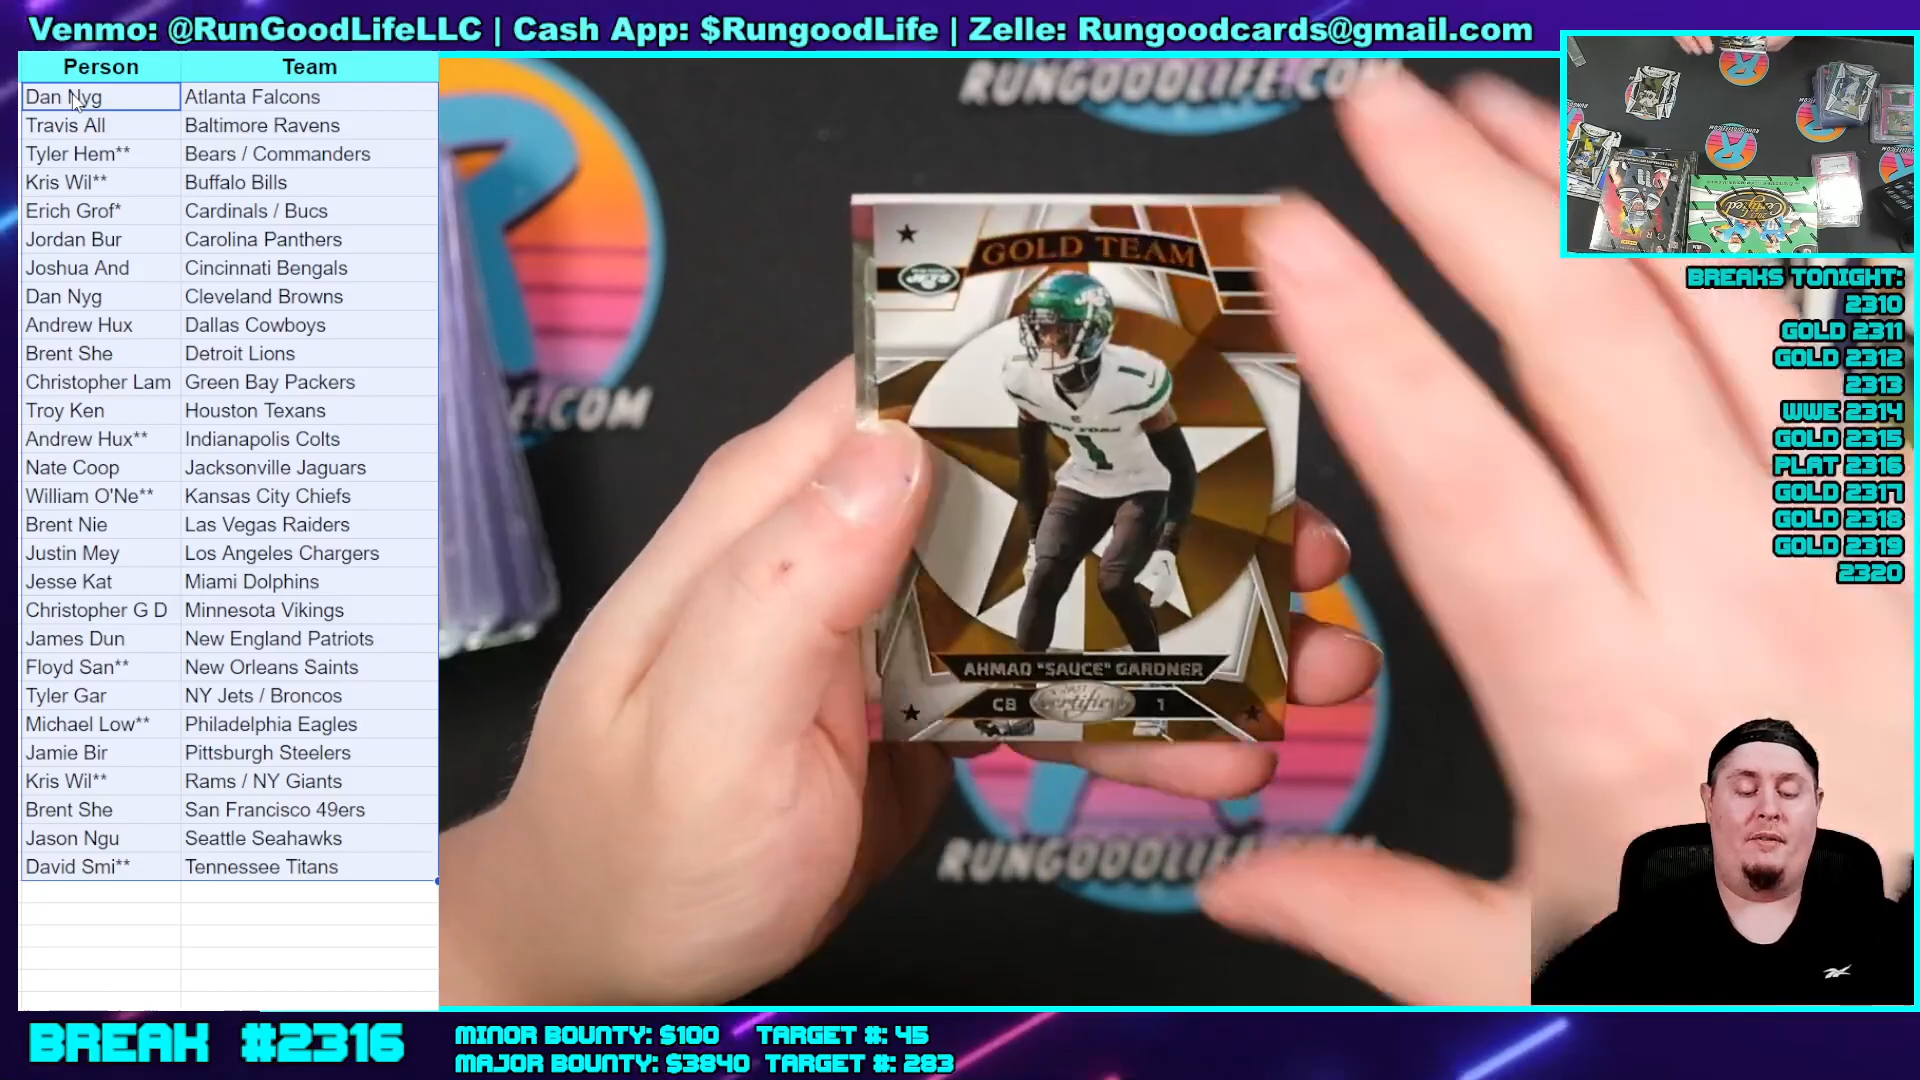 Venmo: @RunGoodLifeLLC | Cash App: $RungoodLife | Zelle: Rungoodcards@gmail.com
Person Team
Dan Nyg Atlanta Falcons
Travis All Baltimore Ravens
Tyler Hem** Bears / Commanders
Kris Wil** Buffalo Bills
Erich Grof* Cardinals / Bucs
Jordan Bur Carolina Panthers
Joshua And Cincinnati Bengals
Dan Nyg Cleveland Browns
Andrew Hux Dallas Cowboys
Brent She Detroit Lions
Christopher Lam Green Bay Packers
Troy Ken Houston Texans
Andrew Hux** Indianapolis Colts
Nate Coop Jacksonville Jaguars
William O'Ne** Kansas City Chiefs
Brent Nie Las Vegas Raiders
Justin Mey Los Angeles Chargers
Jesse Kat Miami Dolphins
Christopher G D Minnesota Vikings
James Dun New England Patriots
Floyd San** New Orleans Saints
Tyler Gar NY Jets / Broncos
Michael Low** Philadelphia Eagles
Jamie Bir Pittsburgh Steelers
Kris Wil** Rams / NY Giants
Brent She San Francisco 49ers
Jason Ngu Seattle Seahawks
David Smi** Tennessee Titans
RUNGOODLIFE.COM
E.COM
GOLD TEAM
JETS
1
NEW YORK
1
AHMAD "SAUCE" GARDNER
CB Certified 1
RUNGOODLIFE.COM
BREAKS TONIGHT:
2310
GOLD 2311
GOLD 2312
2313
WWE 2314
GOLD 2315
PLAT 2316
GOLD 2317
GOLD 2318
GOLD 2319
2320
BREAK #2316
MINOR BOUNTY: $100 TARGET #: 45
MAJOR BOUNTY: $3840 TARGET #: 283